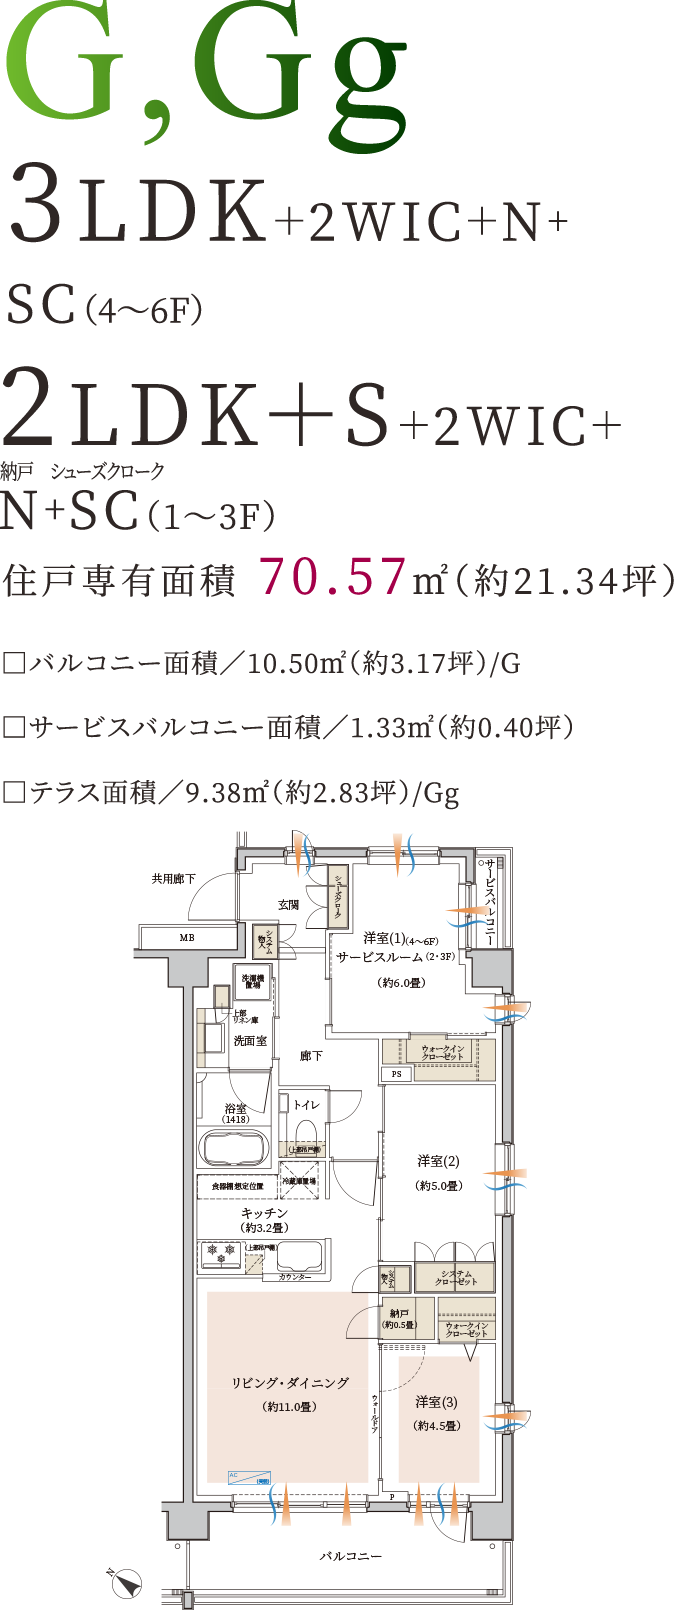 G,Gg
3LDK+2WIC+N+
SC(4～6F)
2LDK+S+2WIC+
納戸 シューズクローク
N+SC(1～3F)
住戸専有面積 70.57㎡(約21.34坪)
□バルコニー面積／10.50㎡(約3.17坪)/G
□サービスバルコニー面積／1.33㎡(約0.40坪)
□テラス面積／9.38㎡(約2.83坪)/Gg
共用廊下
玄関
シューズクローク
サービスバルコニー
MB
システム
物入
洋室(1)(4～6F)
サービスルーム(2・3F)
(約6.0畳)
洗濯機
置場
上部
リネン庫
洗面室
廊下
ウォークイン
クローゼット
PS
浴室
(1418)
トイレ
(上部吊戸棚)
洋室(2)
(約5.0畳)
食器棚想定位置
冷蔵庫置場
キッチン
(約3.2畳)
(上部吊戸棚)
カウンター
システム
物入
システム
クローゼット
納戸
(約0.5畳)
ウォークイン
クローゼット
リビング・ダイニング
(約11.0畳)
ウォールドア
洋室(3)
(約4.5畳)
AC
P
バルコニー
N